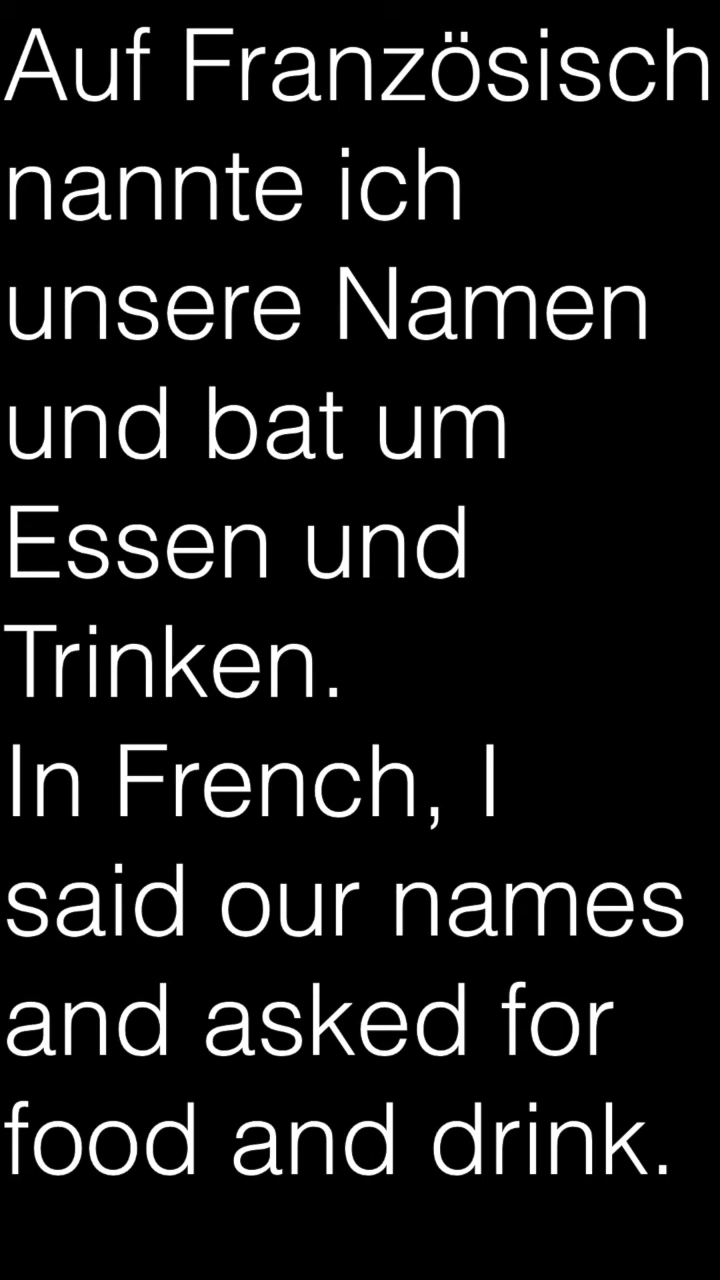 Auf Französisch
nannte ich
unsere Namen
und bat um
Essen und
Trinken.
In French, I
said our names
and asked for
food and drink.